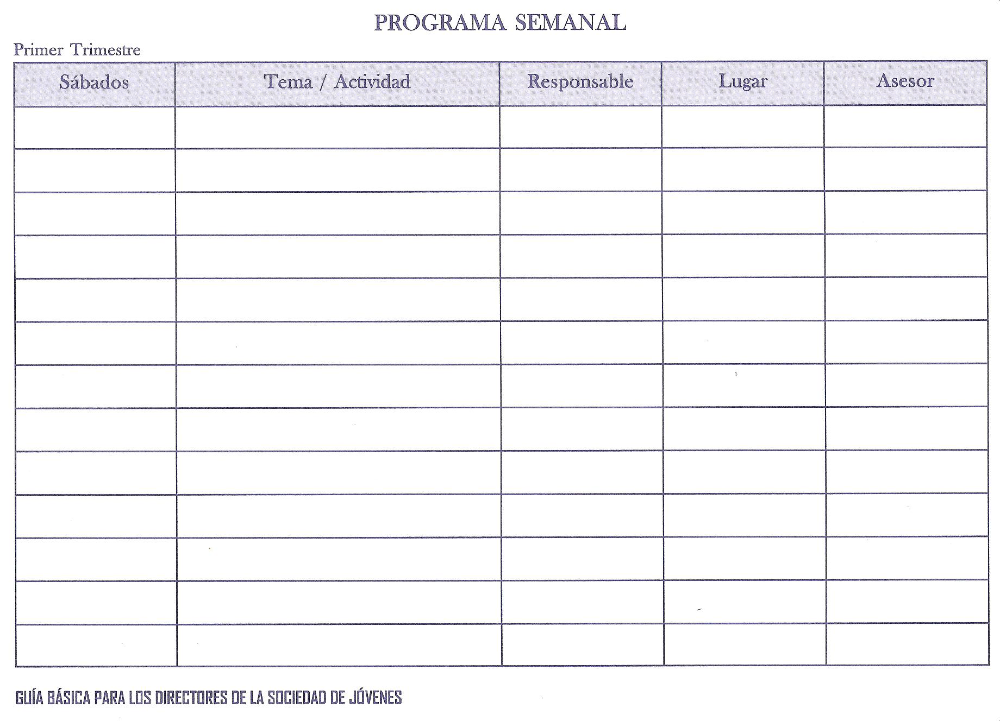 PROGRAMA SEMANAL
Primer Trimestre
Sábados Tema / Actividad Responsable Lugar Asesor
GUÍA BÁSICA PARA LOS DIRECTORES DE LA SOCIEDAD DE JÓVENES